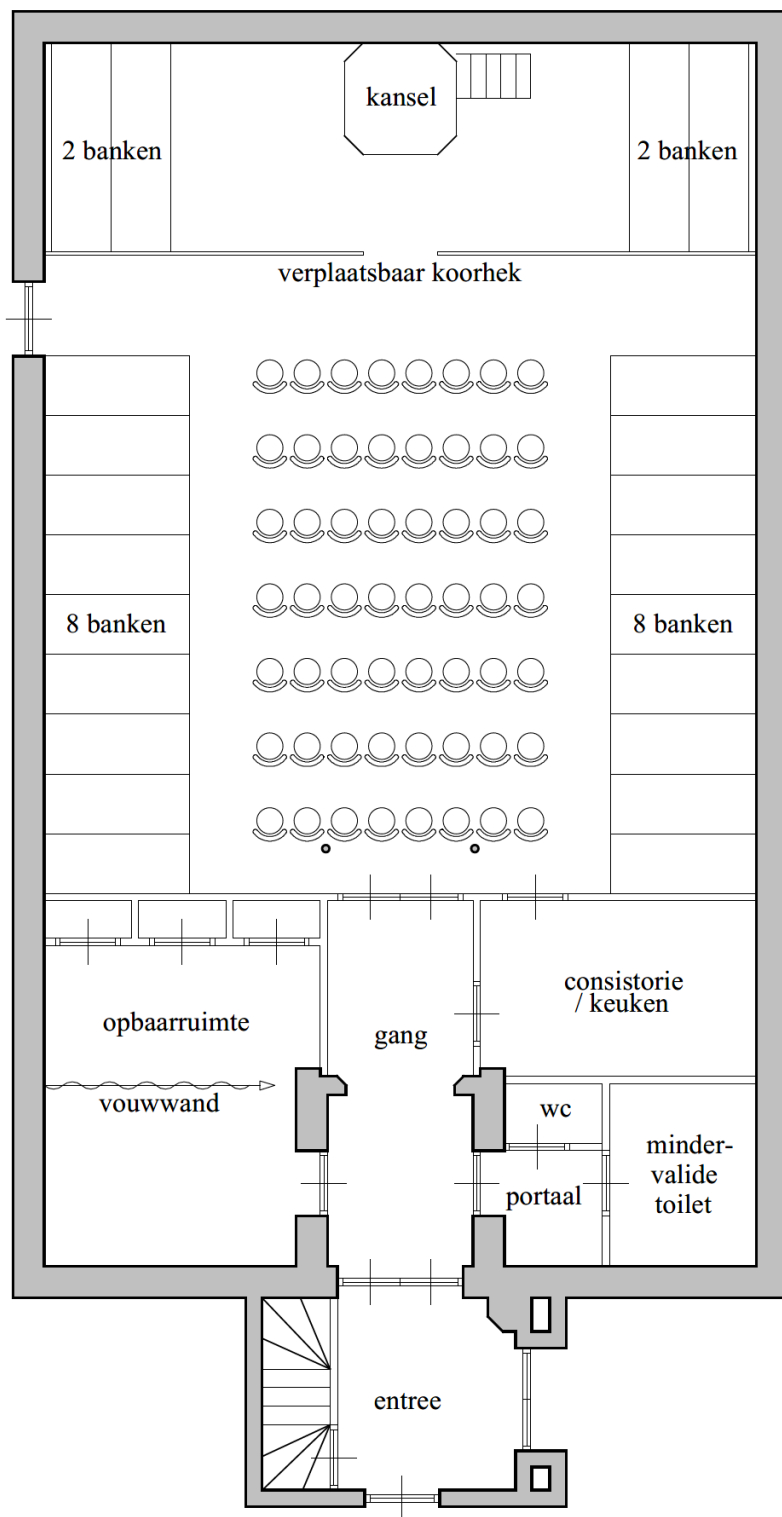 kansel
2 banken
2 banken
verplaatsbaar koorhek
8 banken
8 banken
consistorie
/ keuken
opbaarruimte
gang
vouwwand
wc
minder-
valide
toilet
portaal
entree